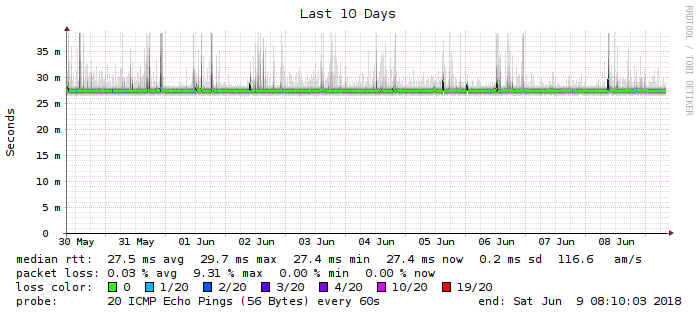 Last 10 Days
RRDTOOL / TOBI OETIKER
Seconds
35 m
30 m
25 m
20 m
15 m
10 m
5 m
0
30 May 31 May 01 Jun 02 Jun 03 Jun 04 Jun 05 Jun 06 Jun 07 Jun 08 Jun
median rtt: 27.5 ms avg 29.7 ms max 27.4 ms min 27.4 ms now 0.2 ms sd 116.6 am/s
packet loss: 0.03 % avg 9.31 % max 0.00 % min 0.00 % now
loss color: 0 1/20 2/20 3/20 4/20 10/20 19/20
probe: 20 ICMP Echo Pings (56 Bytes) every 60s end: Sat Jun 9 08:10:03 2018